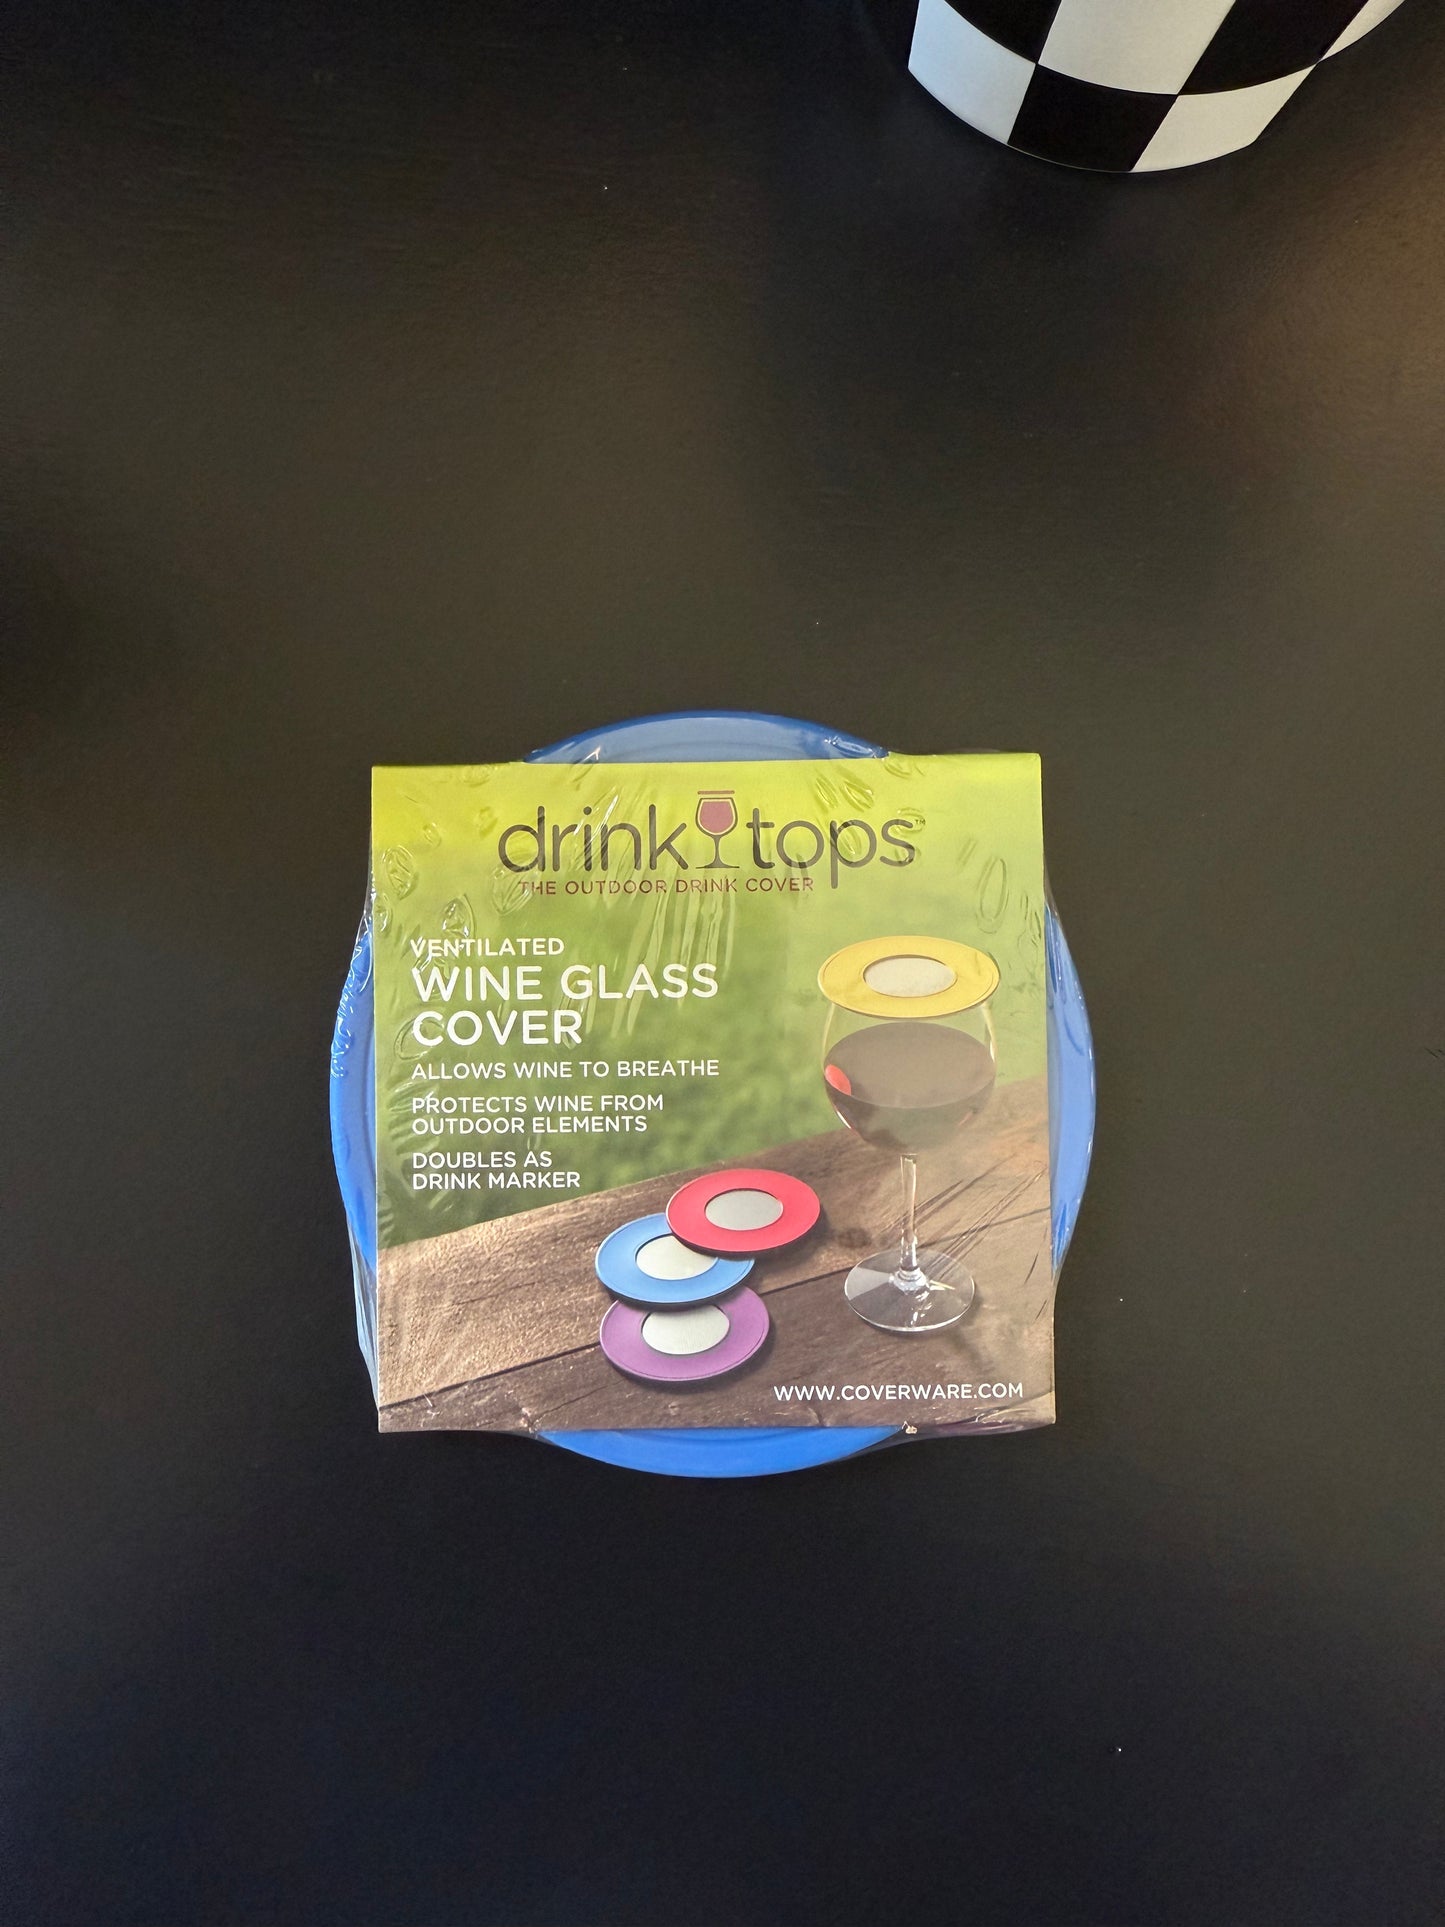 drink tops™
THE OUTDOOR DRINK COVER
VENTILATED
WINE GLASS
COVER
ALLOWS WINE TO BREATHE
PROTECTS WINE FROM
OUTDOOR ELEMENTS
DOUBLES AS
DRINK MARKER
WWW.COVERWARE.COM